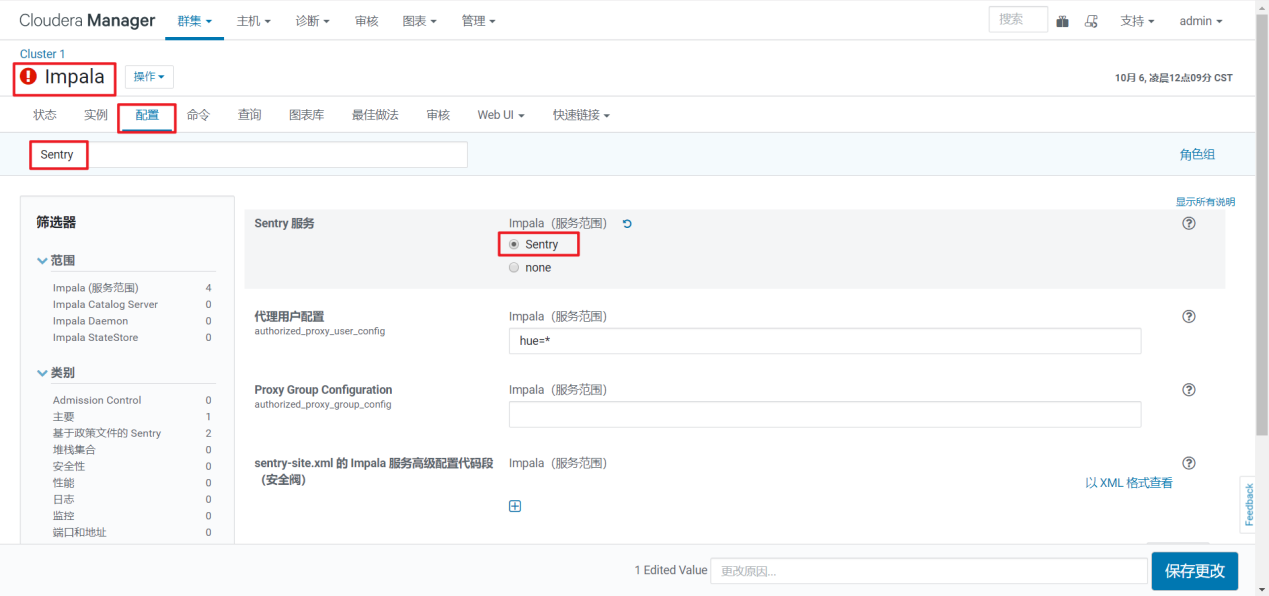 Cloudera Manager 群集 主机 诊断 审核 图表 管理 搜索 支持 admin
Cluster 1
Impala 操作 10月 6, 凌晨12点09分 CST
状态 实例 配置 命令 查询 图表库 最佳做法 审核 Web UI 快速链接
Sentry 角色组
显示所有说明
筛选器
范围
Impala (服务范围) 4
Impala Catalog Server 0
Impala Daemon 0
Impala StateStore 0
类别
Admission Control 0
主要 1
基于政策文件的 Sentry 2
堆栈集合 0
安全性 0
性能 0
日志 0
监控 0
端口和地址 0
Sentry 服务 Impala（服务范围）
Sentry
none
代理用户配置 Impala（服务范围）
authorized_proxy_user_config
hue=*
Proxy Group Configuration Impala（服务范围）
authorized_proxy_group_config
sentry-site.xml 的 Impala 服务高级配置代码段 Impala（服务范围）
（安全阀）
以 XML 格式查看
Feedback
1 Edited Value 更改原因... 保存更改